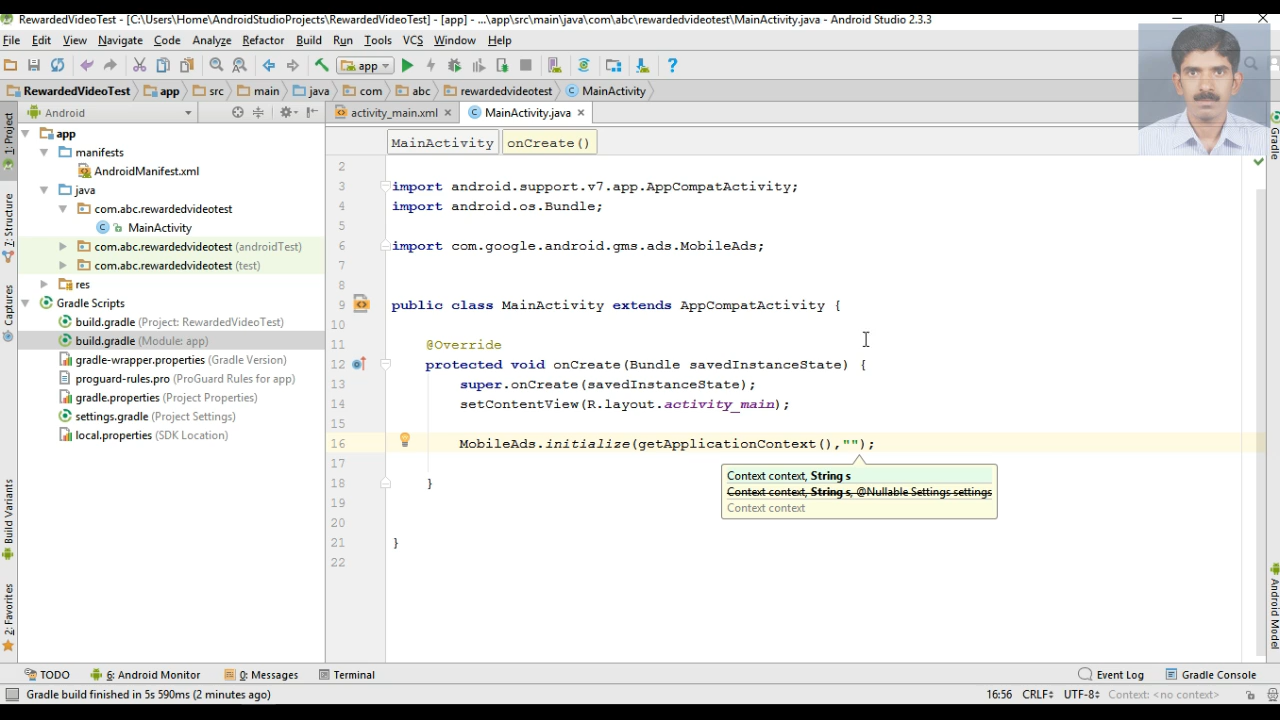 RewardedVideoTest - [C:\Users\Home\AndroidStudioProjects\RewardedVideoTest] - [app] - ...\app\src\main\java\com\abc\rewardedvideotest\MainActivity.java - Android Studio 2.3.3
File Edit View Navigate Code Analyze Refactor Build Run Tools VCS Window Help
app
RewardedVideoTest app src main java com abc rewardedvideotest MainActivity
Android
activity_main.xml MainActivity.java
MainActivity onCreate()
1: Project
7: Structure
Captures
Build Variants
2: Favorites
app
manifests
AndroidManifest.xml
java
com.abc.rewardedvideotest
MainActivity
com.abc.rewardedvideotest (androidTest)
com.abc.rewardedvideotest (test)
res
Gradle Scripts
build.gradle (Project: RewardedVideoTest)
build.gradle (Module: app)
gradle-wrapper.properties (Gradle Version)
proguard-rules.pro (ProGuard Rules for app)
gradle.properties (Project Properties)
settings.gradle (Project Settings)
local.properties (SDK Location)
2
3 import android.support.v7.app.AppCompatActivity;
4 import android.os.Bundle;
5
6 import com.google.android.gms.ads.MobileAds;
7
8
9 public class MainActivity extends AppCompatActivity {
10
11 @Override
12 protected void onCreate(Bundle savedInstanceState) {
13 super.onCreate(savedInstanceState);
14 setContentView(R.layout.activity_main);
15
16 MobileAds.initialize(getApplicationContext(),"");
17
Context context, String s
Context context, String s, @Nullable Settings settings
Context context
18 }
19
20
21 }
22
Gradle
Android Model
TODO 6: Android Monitor 0: Messages Terminal Event Log Gradle Console
Gradle build finished in 5s 590ms (2 minutes ago) 16:56 CRLF UTF-8 Context: <no context>